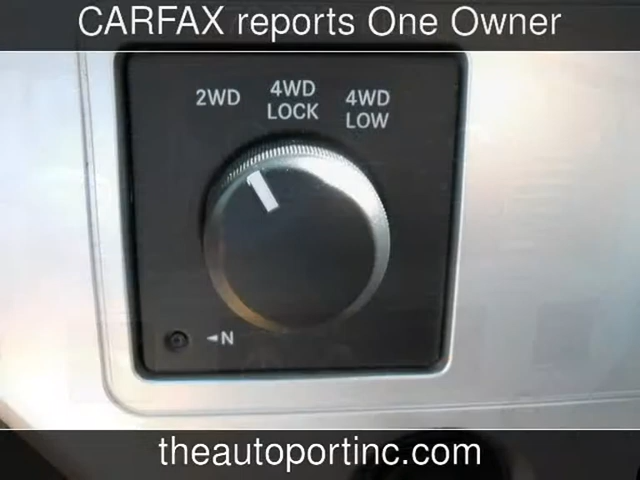 CARFAX reports One Owner
2WD
4WD
LOCK
4WD
LOW
◄N
theautoportinc.com